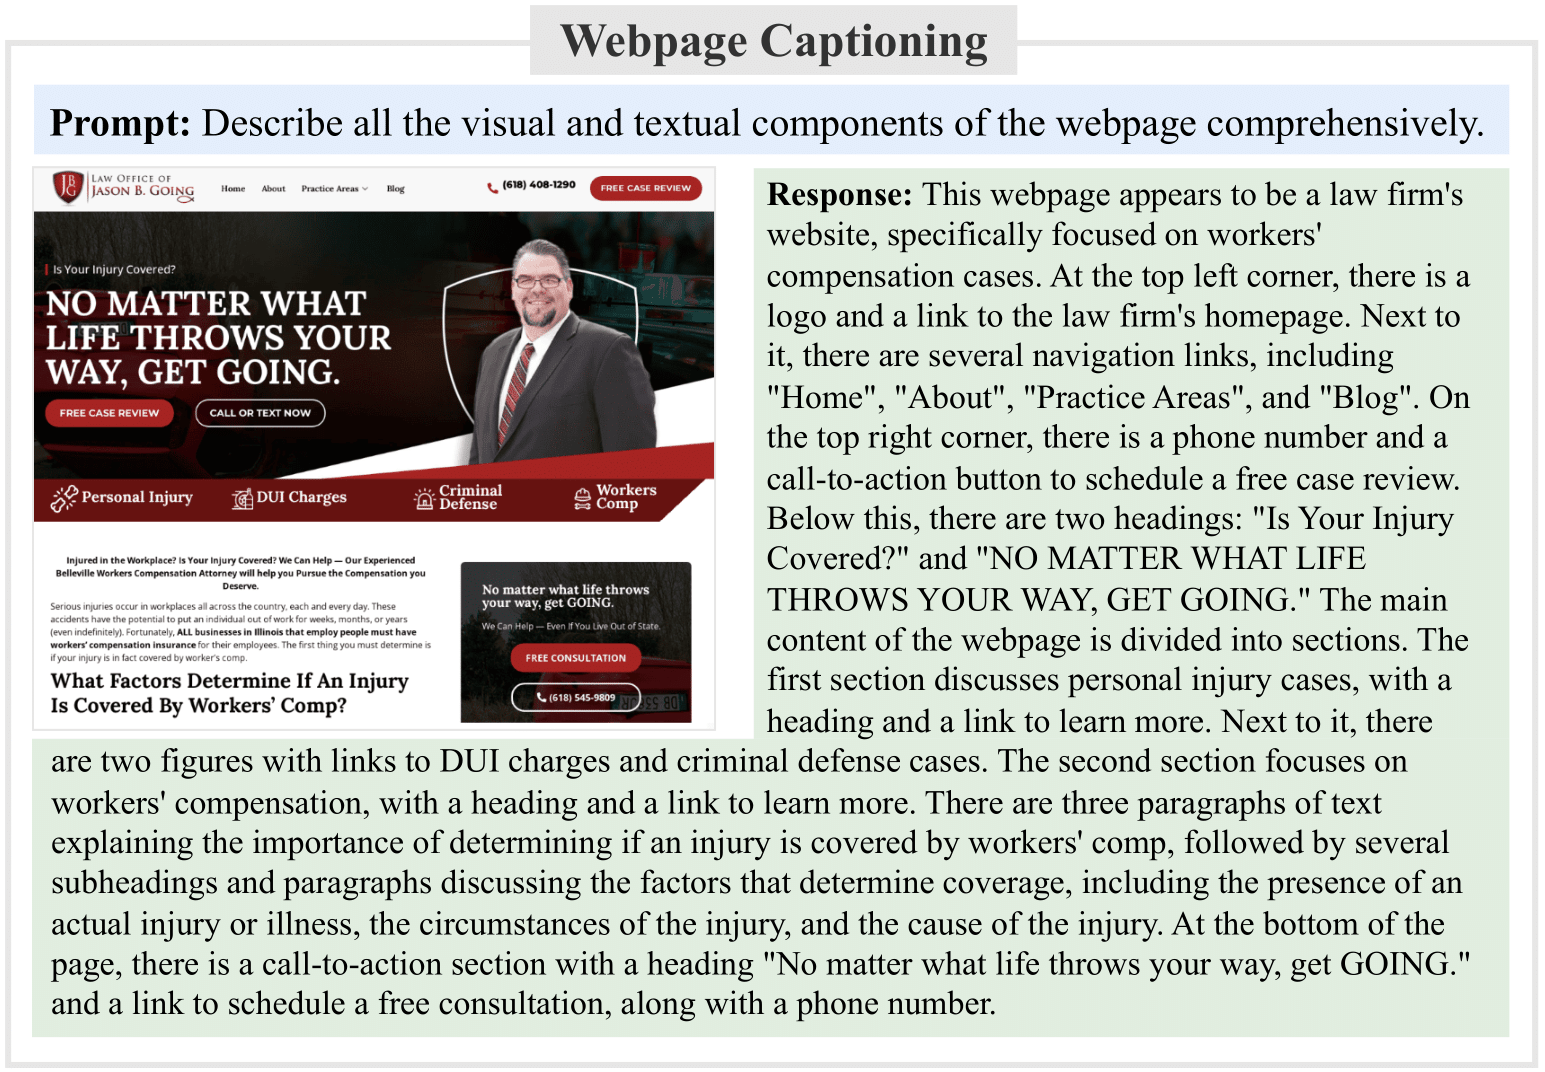 Webpage Captioning
Prompt: Describe all the visual and textual components of the webpage comprehensively.
JBG
LAW OFFICE OF
JASON B. GOING
Home
About
Practice Areas
Blog
(618) 408-1290
FREE CASE REVIEW
Is Your Injury Covered?
NO MATTER WHAT
LIFE THROWS YOUR
WAY, GET GOING.
FREE CASE REVIEW
CALL OR TEXT NOW
Personal Injury
DUI Charges
Criminal
Defense
Workers
Comp
Injured in the Workplace? Is Your Injury Covered? We Can Help — Our Experienced
Belleville Workers Compensation Attorney will help you Pursue the Compensation you
Deserve.
Serious injuries occur in workplaces all across the country, each and every day. These
accidents have the potential to put an individual out of work for weeks, months, or years
(even indefinitely). Fortunately, ALL businesses in Illinois that employ people must have
workers' compensation insurance for their employees. The first thing you must determine is
if your injury is in fact covered by worker's comp.
What Factors Determine If An Injury
Is Covered By Workers' Comp?
No matter what life throws
your way, get GOING.
We Can Help — Even If You Live Out of State.
FREE CONSULTATION
(618) 545-9809
Response: This webpage appears to be a law firm's
website, specifically focused on workers'
compensation cases. At the top left corner, there is a
logo and a link to the law firm's homepage. Next to
it, there are several navigation links, including
"Home", "About", "Practice Areas", and "Blog". On
the top right corner, there is a phone number and a
call-to-action button to schedule a free case review.
Below this, there are two headings: "Is Your Injury
Covered?" and "NO MATTER WHAT LIFE
THROWS YOUR WAY, GET GOING." The main
content of the webpage is divided into sections. The
first section discusses personal injury cases, with a
heading and a link to learn more. Next to it, there
are two figures with links to DUI charges and criminal defense cases. The second section focuses on
workers' compensation, with a heading and a link to learn more. There are three paragraphs of text
explaining the importance of determining if an injury is covered by workers' comp, followed by several
subheadings and paragraphs discussing the factors that determine coverage, including the presence of an
actual injury or illness, the circumstances of the injury, and the cause of the injury. At the bottom of the
page, there is a call-to-action section with a heading "No matter what life throws your way, get GOING."
and a link to schedule a free consultation, along with a phone number.